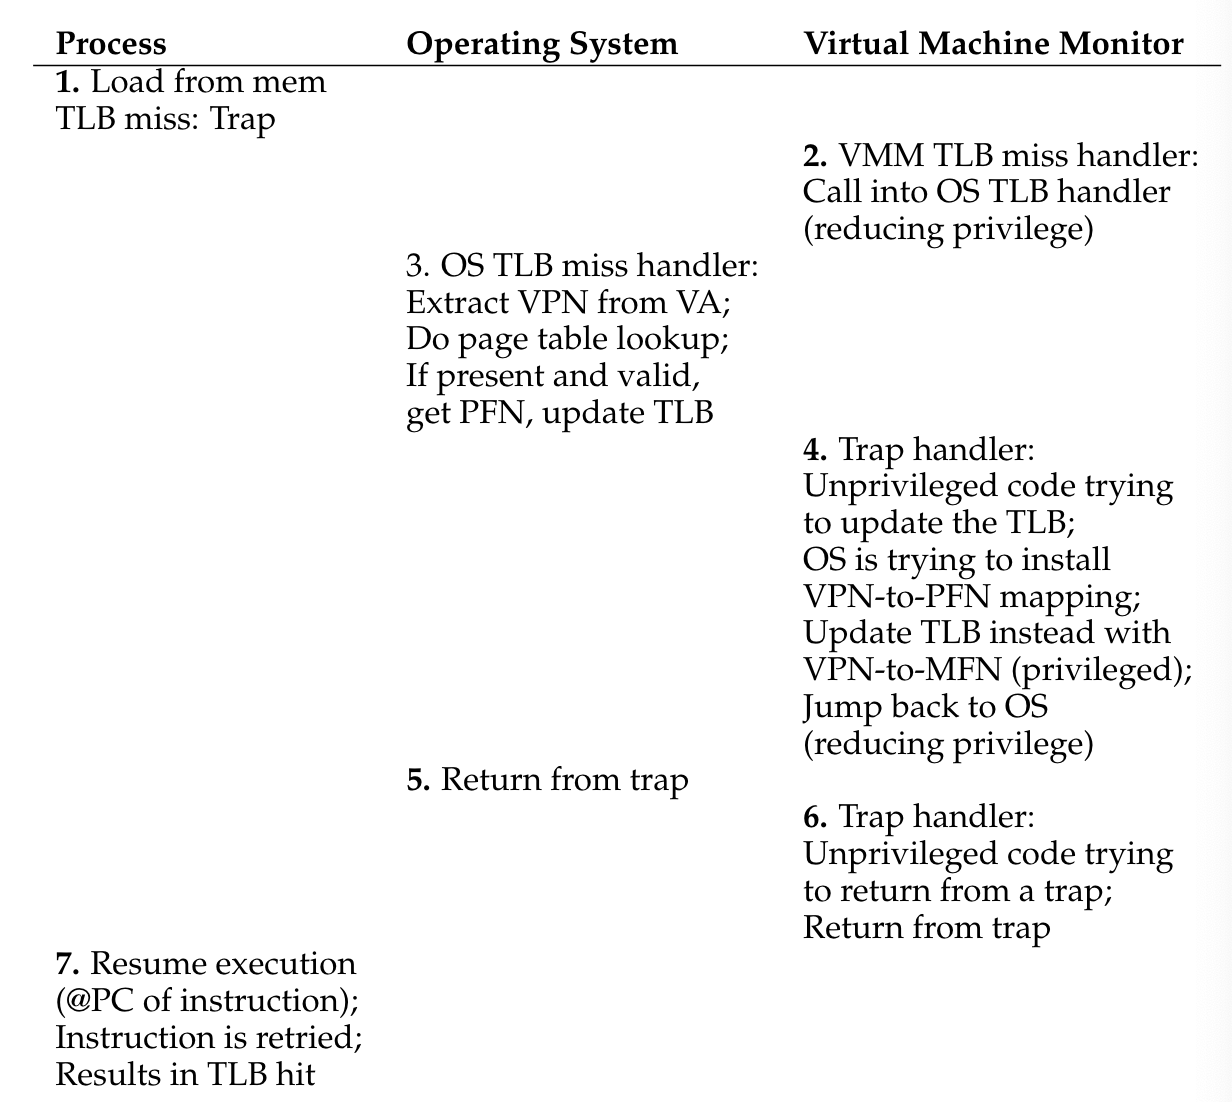 Process Operating System Virtual Machine Monitor
1. Load from mem
TLB miss: Trap
2. VMM TLB miss handler:
Call into OS TLB handler
(reducing privilege)
3. OS TLB miss handler:
Extract VPN from VA;
Do page table lookup;
If present and valid,
get PFN, update TLB
4. Trap handler:
Unprivileged code trying
to update the TLB;
OS is trying to install
VPN-to-PFN mapping;
Update TLB instead with
VPN-to-MFN (privileged);
Jump back to OS
(reducing privilege)
5. Return from trap
6. Trap handler:
Unprivileged code trying
to return from a trap;
Return from trap
7. Resume execution
(@PC of instruction);
Instruction is retried;
Results in TLB hit